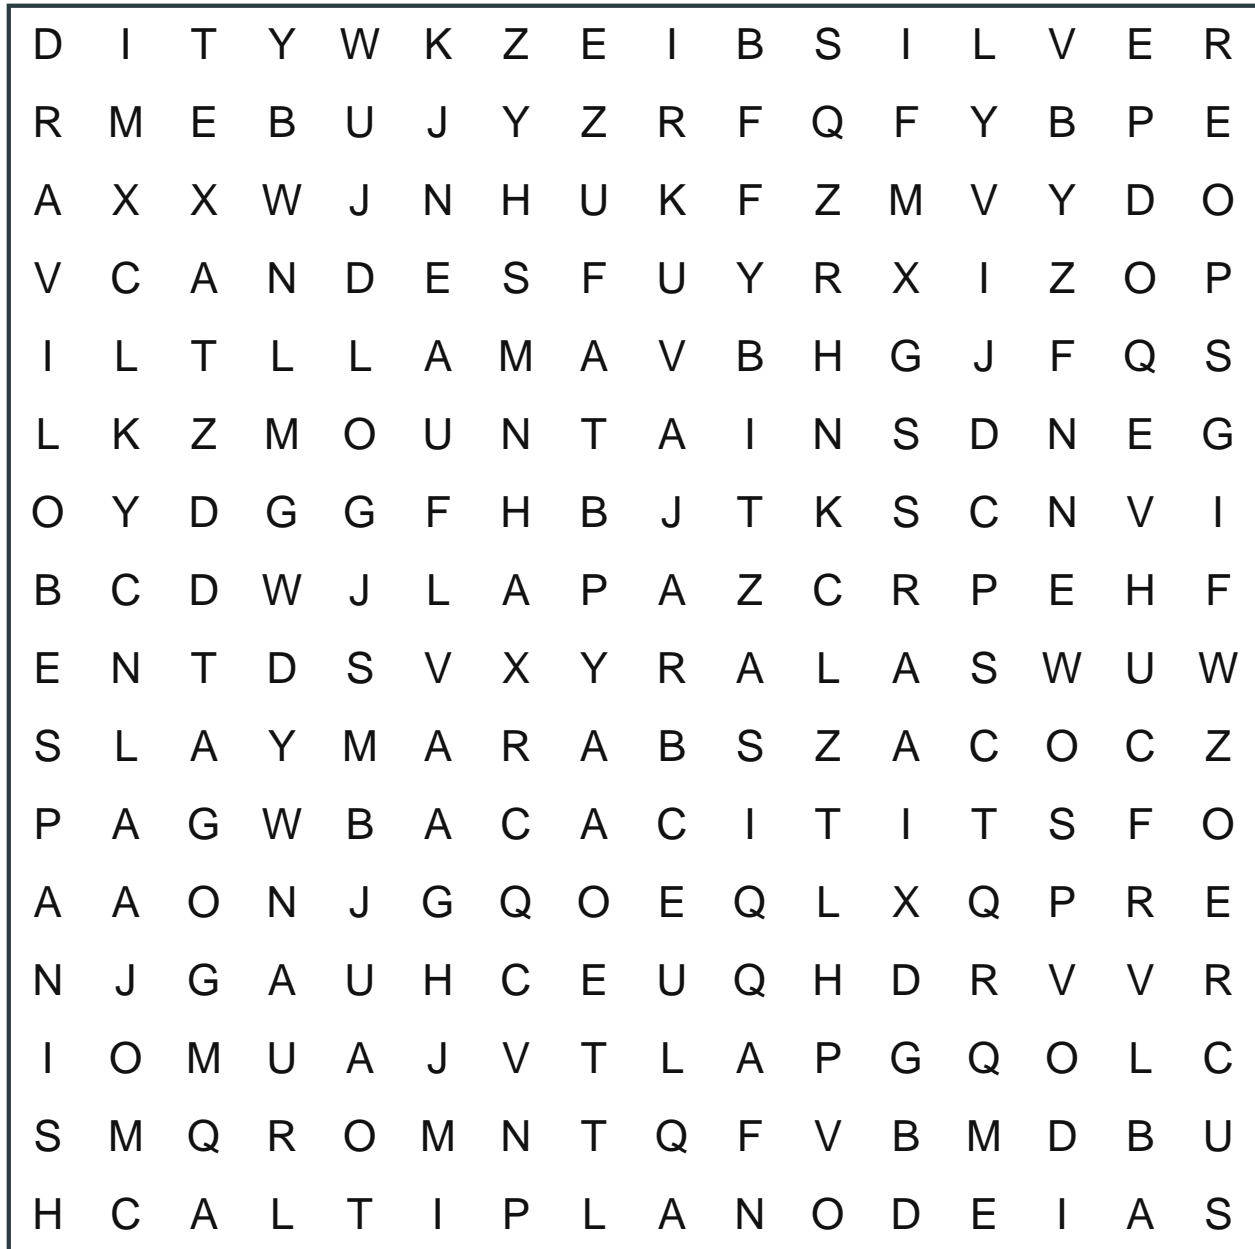 D I T Y W K Z E I B S I L V E R
R M E B U J Y Z R F Q F Y B P E
A X X W J N H U K F Z M V Y D O
V C A N D E S F U Y R X I Z O P
I L T L L A M A V B H G J F Q S
L K Z M O U N T A I N S D N E G
O Y D G G F H B J T K S C N V I
B C D W J L A P A Z C R P E H F
E N T D S V X Y R A L A S W U W
S L A Y M A R A B S Z A C O C Z
P A G W B A C A C I T I T S F O
A A O N J G Q O E Q L X Q P R E
N J G A U H C E U Q H D R V V R
I O M U A J V T L A P G Q O L C
S M Q R O M N T Q F V B M D B U
H C A L T I P L A N O D E I A S